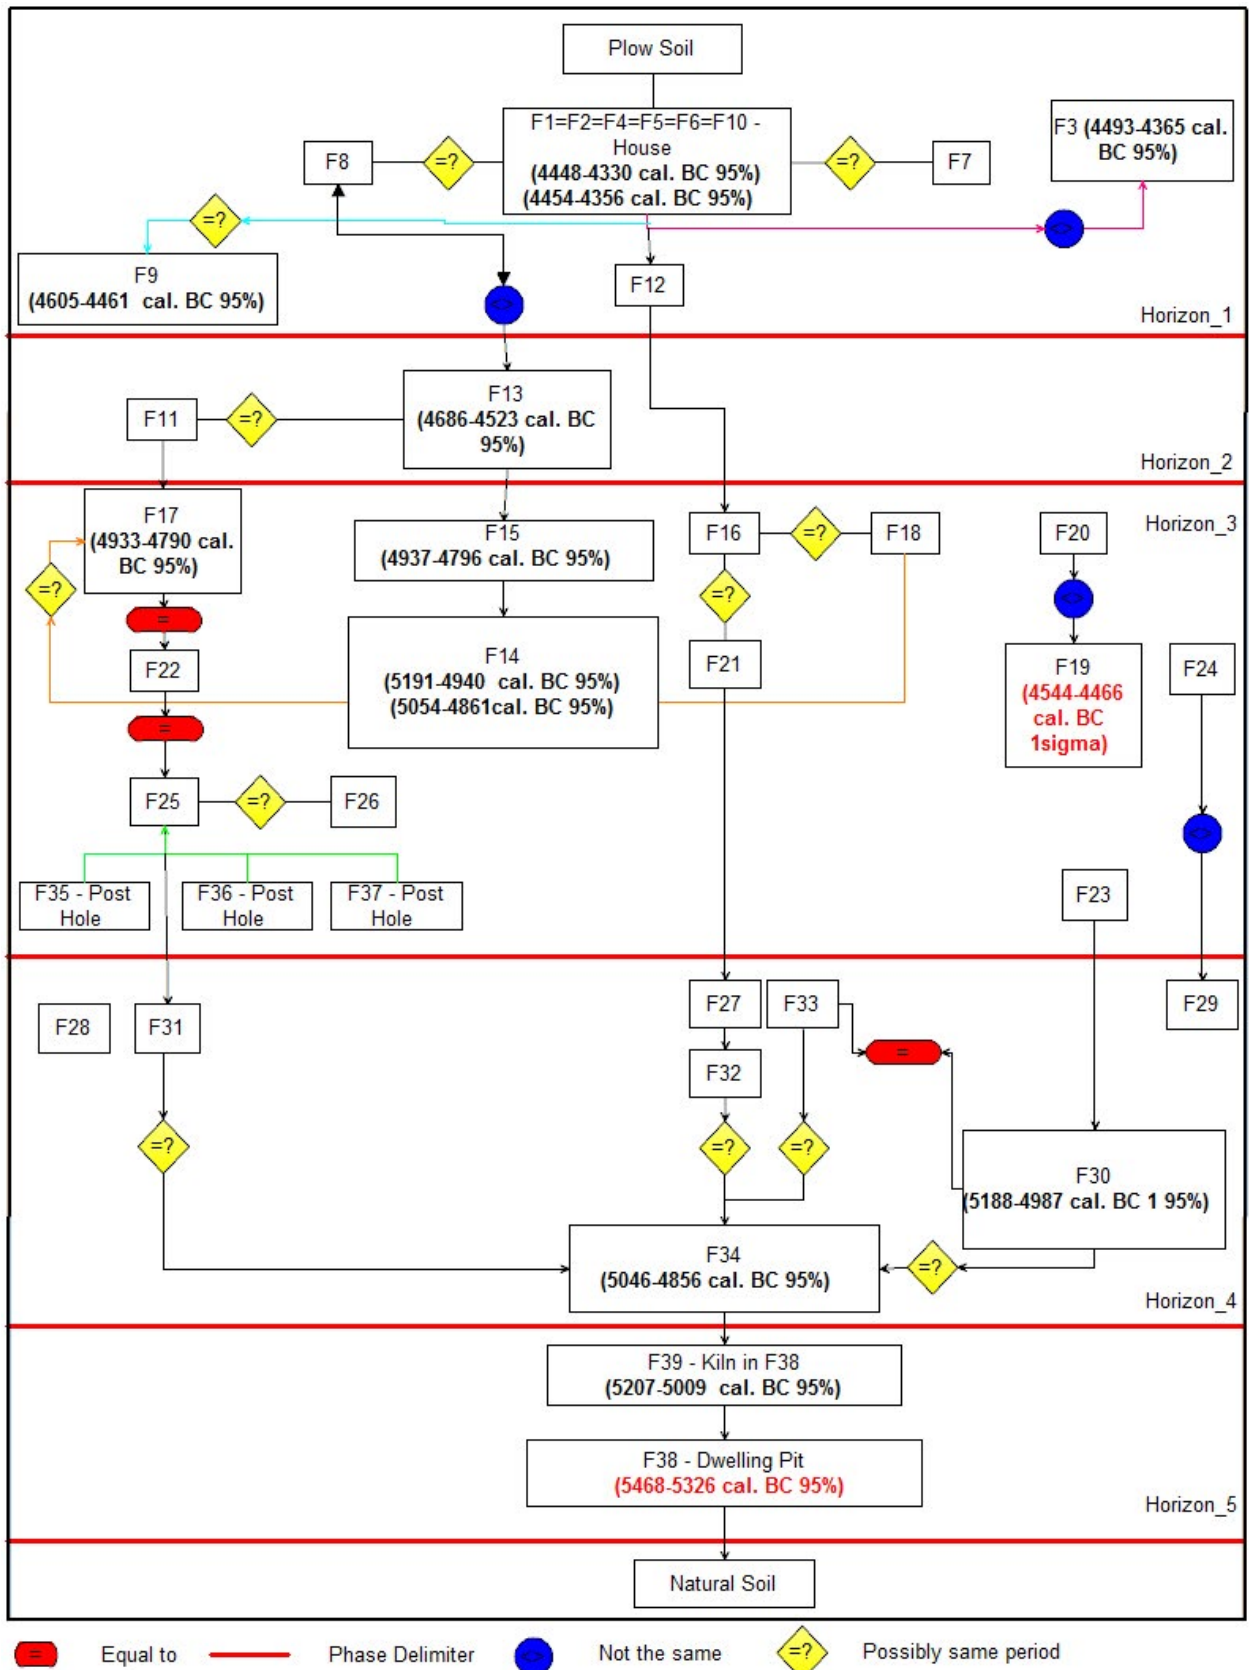 Plow Soil
F1=F2=F4=F5=F6=F10 -
House
(4448-4330 cal. BC 95%)
(4454-4356 cal. BC 95%)
F8
=?
=?
F7
F3 (4493-4365 cal.
BC 95%)
=?
<>
F9
(4605-4461 cal. BC 95%)
<>
F12
Horizon_1
F11
=?
F13
(4686-4523 cal. BC
95%)
Horizon_2
F17
(4933-4790 cal.
BC 95%)
F15
(4937-4796 cal. BC 95%)
F16
=?
F18
F20
Horizon_3
=?
=
=?
<>
F22
F14
(5191-4940 cal. BC 95%)
(5054-4861cal. BC 95%)
F21
F19
(4544-4466
cal. BC
1sigma)
F24
=
F25
=?
F26
<>
F35 - Post
Hole
F36 - Post
Hole
F37 - Post
Hole
F23
F28
F31
F27
F33
F29
=
F32
=?
=?
=?
F30
(5188-4987 cal. BC 1 95%)
F34
(5046-4856 cal. BC 95%)
=?
Horizon_4
F39 - Kiln in F38
(5207-5009 cal. BC 95%)
F38 - Dwelling Pit
(5468-5326 cal. BC 95%)
Horizon_5
Natural Soil
= Equal to Phase Delimiter <> Not the same =? Possibly same period